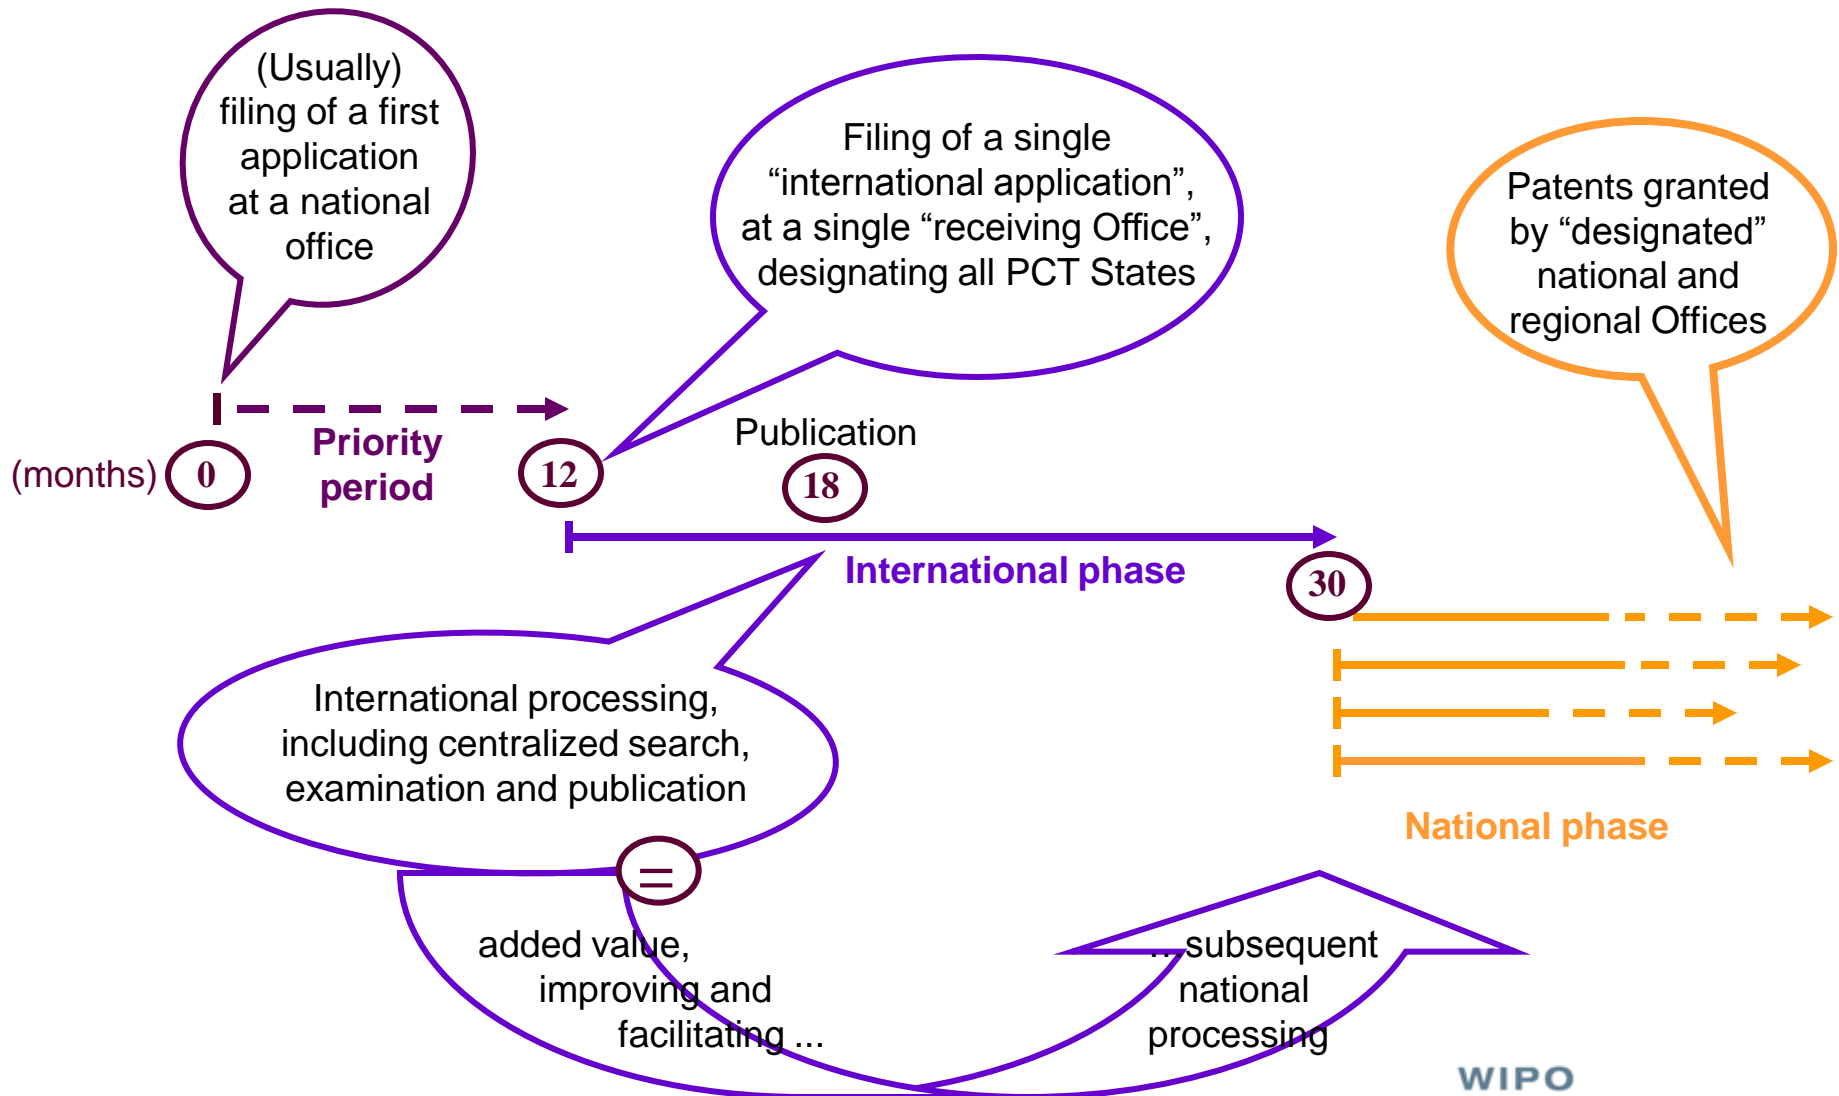 (Usually)
filing of a first
application
at a national
office
Filing of a single
“international application”,
at a single “receiving Office”,
designating all PCT States
Patents granted
by “designated”
national and
regional Offices
(months)
0
Priority
period
12
Publication
18
International phase
30
International processing,
including centralized search,
examination and publication
National phase
=
added value,
improving and
facilitating ...
...subsequent
national
processing
WIPO